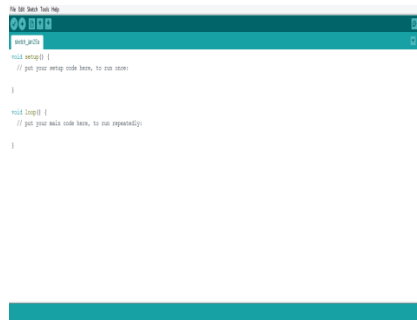 File Edit Sketch Tools Help
sketch_jan25a
void setup() {
// put your setup code here, to run once:
}
void loop() {
// put your main code here, to run repeatedly:
}